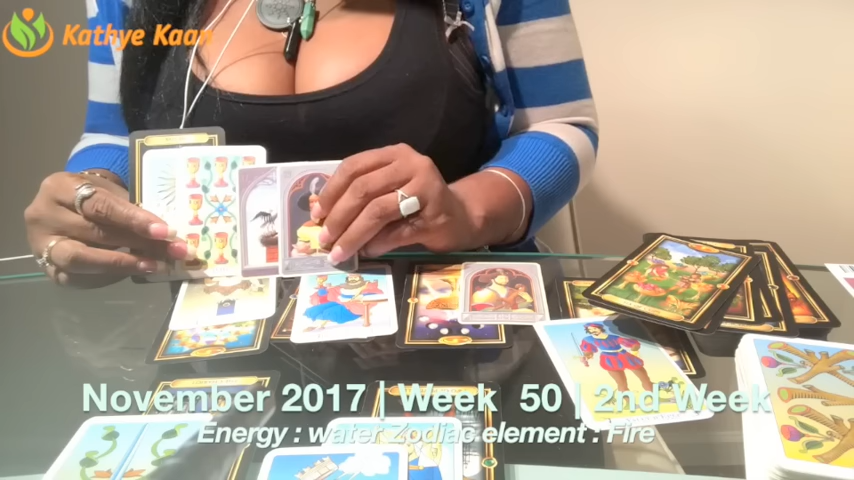 Kathye Kaan
November 2017 | Week 50 | 2nd Week
Energy : water Zodiac element : Fire